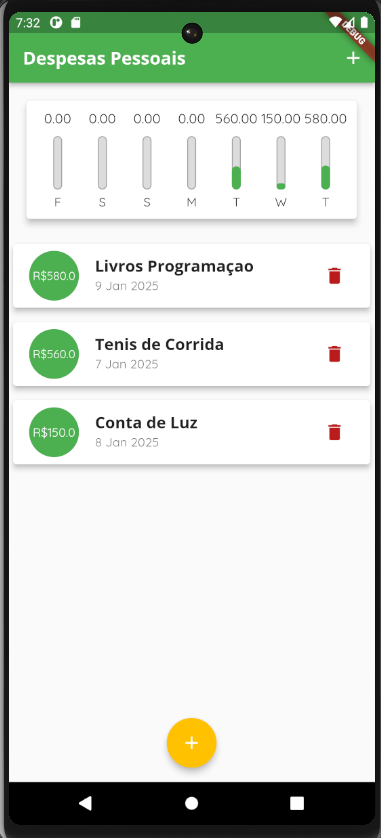 7:32
DEBUG
Despesas Pessoais
+
0.00 0.00 0.00 0.00 560.00 150.00 580.00
F S S M T W T
R$580.0
Livros Programaçao
9 Jan 2025
R$560.0
Tenis de Corrida
7 Jan 2025
R$150.0
Conta de Luz
8 Jan 2025
+